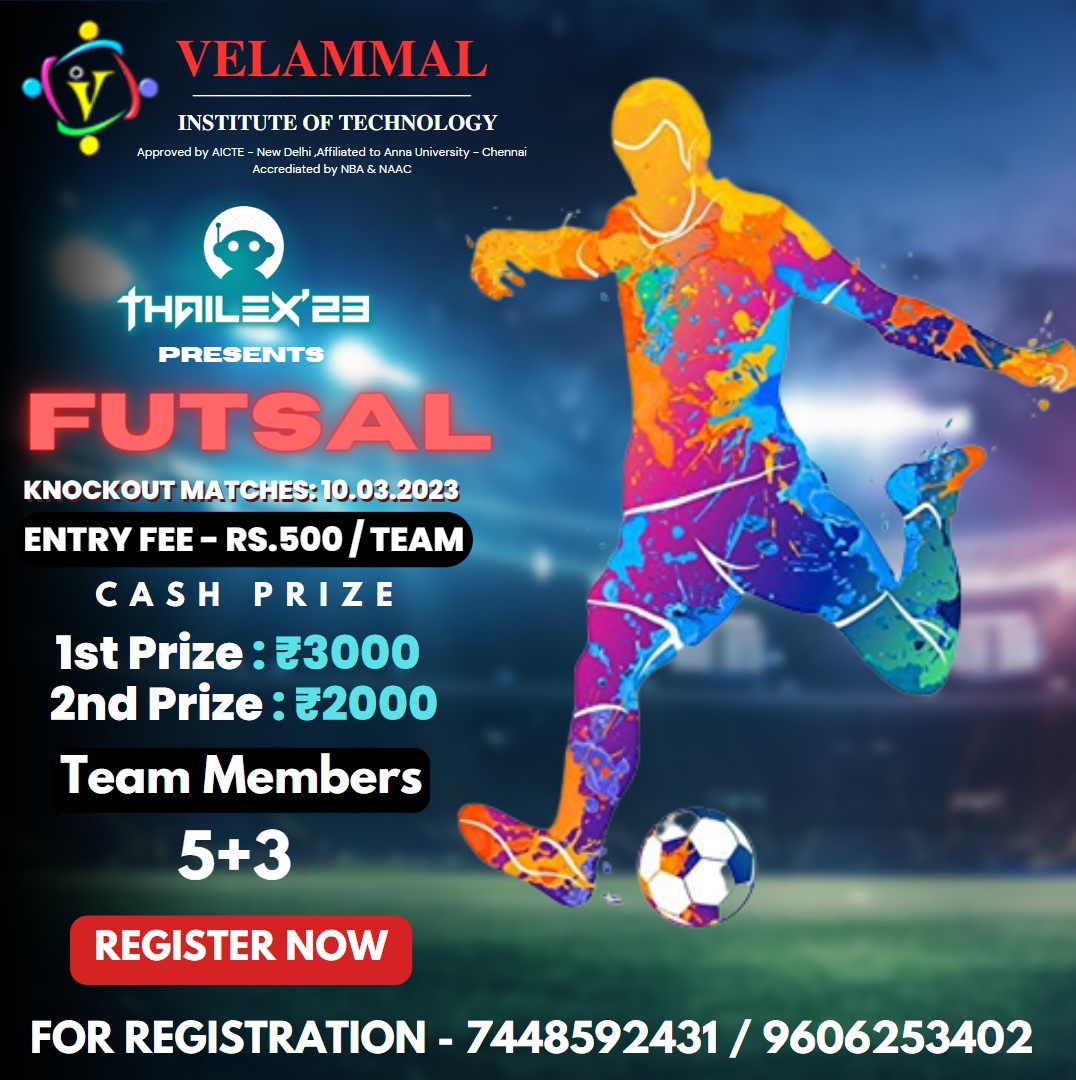 V
VELAMMAL
INSTITUTE OF TECHNOLOGY
Approved by AICTE - New Delhi ,Affiliated to Anna University - Chennai
Accrediated by NBA & NAAC
THAILEX'23
PRESENTS
FUTSAL
KNOCKOUT MATCHES: 10.03.2023
ENTRY FEE - RS.500 / TEAM
CASH PRIZE
1st Prize : ₹3000
2nd Prize : ₹2000
Team Members
5+3
REGISTER NOW
FOR REGISTRATION - 7448592431 / 9606253402